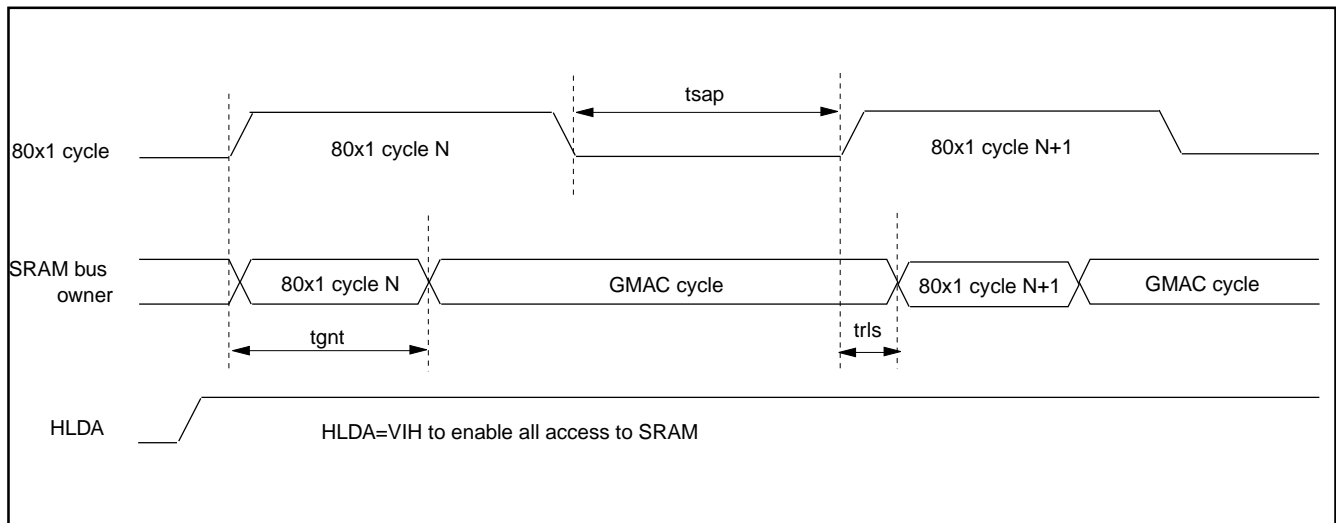 tsap
80x1 cycle
80x1 cycle N
80x1 cycle N+1
SRAM bus
owner
80x1 cycle N
GMAC cycle
80x1 cycle N+1
GMAC cycle
tgnt
trls
HLDA
HLDA=VIH to enable all access to SRAM